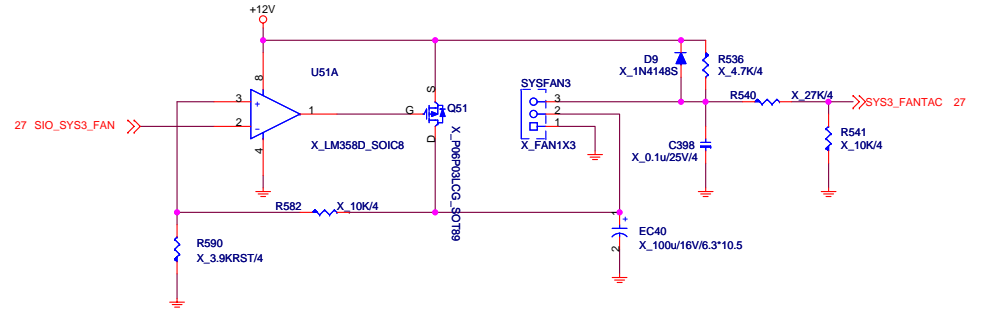 +12V
U51A
8
3
+
2
-
1
4
27 SIO_SYS3_FAN
X_LM358D_SOIC8
S
G
D
Q51
X_P06P03LCG_SOT89
SYSFAN3
3
2
1
X_FAN1X3
D9
X_1N4148S
R536
X_4.7K/4
R540
X_27K/4
SYS3_FANTAC 27
R541
X_10K/4
C398
X_0.1u/25V/4
R582
X_10K/4
R590
X_3.9KRST/4
1
+
2
EC40
X_100u/16V/6.3*10.5